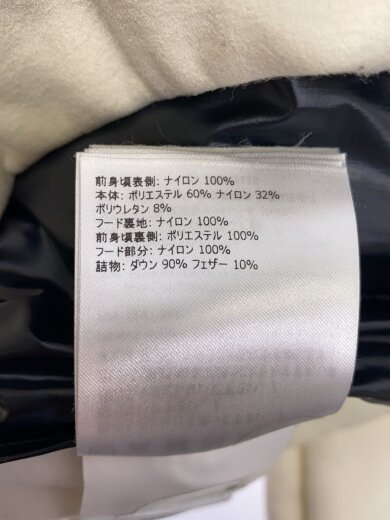 前身頃表側: ナイロン 100%
本体: ポリエステル 60% ナイロン 32%
ポリウレタン 8%
フード裏地: ナイロン 100%
前身頃裏側: ポリエステル 100%
フード部分: ナイロン 100%
詰物: ダウン 90% フェザー 10%